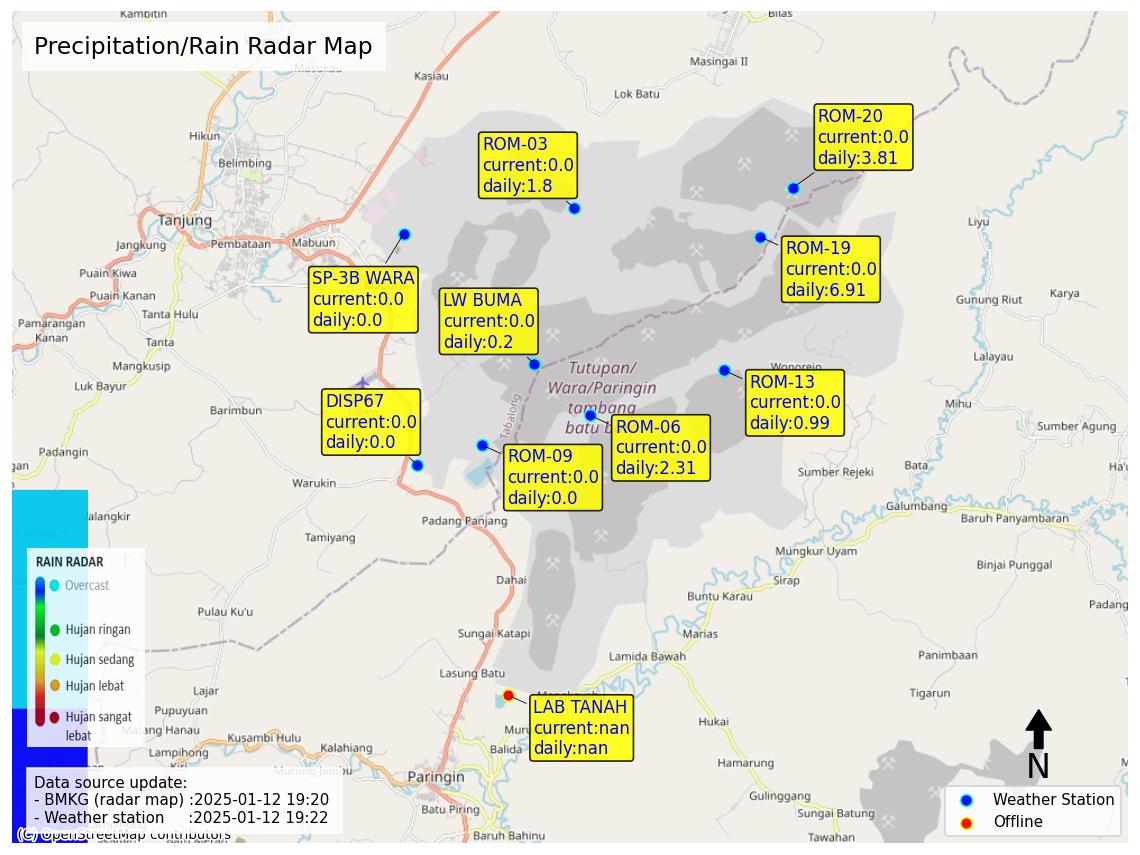 Kambitin
Bilas
Precipitation/Rain Radar Map
Masukau
Kasiau
Masingai II
Lok Batu
Hikun
Belimbing
ROM-03
current:0.0
daily:1.8
ROM-20
current:0.0
daily:3.81
Tanjung
Jangkung
Pembataan
Mabuun
Liyu
Puain Kiwa
Puain Kanan
SP-3B WARA
current:0.0
daily:0.0
ROM-19
current:0.0
daily:6.91
Tanta Hulu
Pamarangan
Kanan
Tanta
LW BUMA
current:0.0
daily:0.2
Gunung Riut
Karya
Mangkusip
Luk Bayur
Lalayau
Tutupan/
Wara/Paringin
tambang
batu b
Wonorejo
ROM-13
current:0.0
daily:0.99
Barimbun
DISP67
current:0.0
daily:0.0
Tabalong
ROM-06
current:0.0
daily:2.31
Mihu
Sumber Agung
ROM-09
current:0.0
daily:0.0
Warukin
Sumber Rejeki
Bata
Galumbang
Baruh Panyambaran
Padang Panjang
Walangkir
Tamiyang
Mungkur Uyam
Binjai Punggal
RAIN RADAR
Overcast
Hujan ringan
Hujan sedang
Hujan lebat
Hujan sangat
lebat
Dahai
Sirap
Buntu Karau
Padang
Pulau Ku'u
Sungai Katapi
Marias
Lamida Bawah
Panimbaan
Lasung Batu
Lajar
Tigarun
Pupuyuan
LAB TANAH
current:nan
daily:nan
Matang Hanau
Kusambi Hulu
Kalahiang
Balida
Hukai
Lampihong
Murung Jambu
Paringin
Hamarung
N
Data source update:
- BMKG (radar map) :2025-01-12 19:20
- Weather station :2025-01-12 19:22
Batu Piring
Gulinggang
Sungai Batung
Weather Station
Offline
(C) OpenStreetMap contributors
Baruh Bahinu
Tawahan